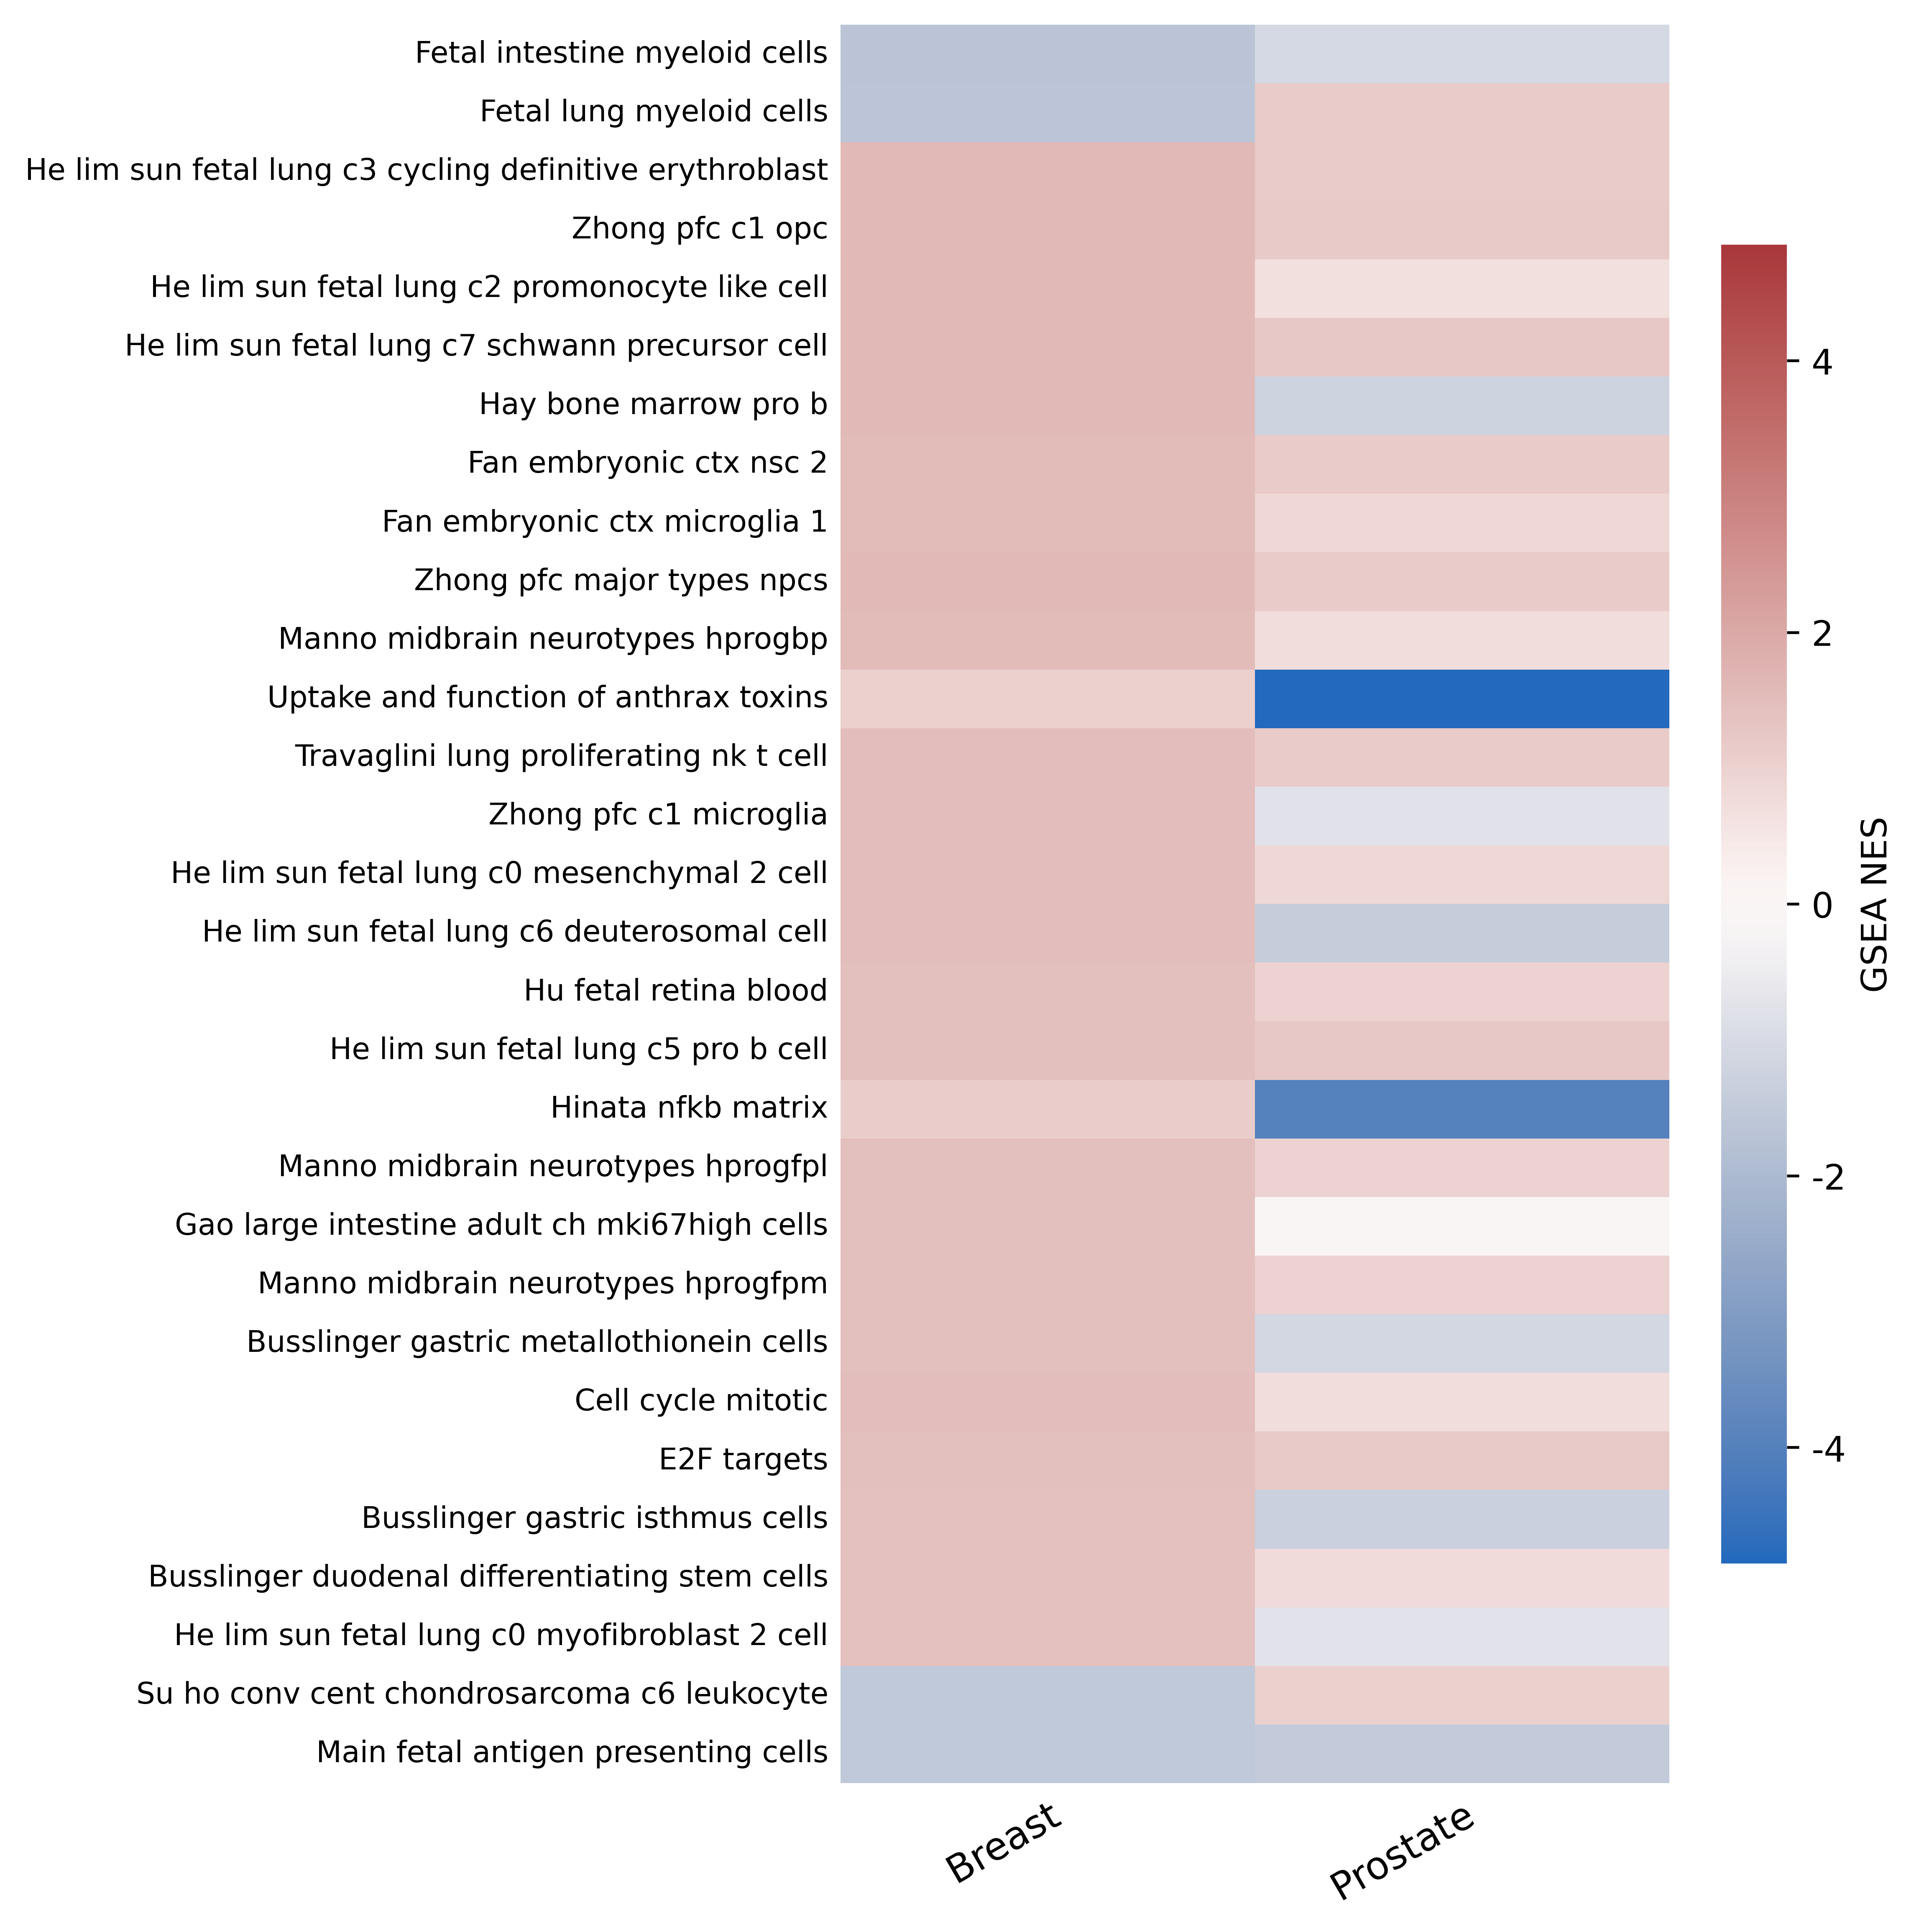 Fetal intestine myeloid cells
Fetal lung myeloid cells
He lim sun fetal lung c3 cycling definitive erythroblast
Zhong pfc c1 opc
He lim sun fetal lung c2 promonocyte like cell
He lim sun fetal lung c7 schwann precursor cell
Hay bone marrow pro b
Fan embryonic ctx nsc 2
Fan embryonic ctx microglia 1
Zhong pfc major types npcs
Manno midbrain neurotypes hprogbp
Uptake and function of anthrax toxins
Travaglini lung proliferating nk t cell
Zhong pfc c1 microglia
He lim sun fetal lung c0 mesenchymal 2 cell
He lim sun fetal lung c6 deuterosomal cell
Hu fetal retina blood
He lim sun fetal lung c5 pro b cell
Hinata nfkb matrix
Manno midbrain neurotypes hprogfpl
Gao large intestine adult ch mki67high cells
Manno midbrain neurotypes hprogfpm
Busslinger gastric metallothionein cells
Cell cycle mitotic
E2F targets
Busslinger gastric isthmus cells
Busslinger duodenal differentiating stem cells
He lim sun fetal lung c0 myofibroblast 2 cell
Su ho conv cent chondrosarcoma c6 leukocyte
Main fetal antigen presenting cells
Breast
Prostate
4
2
0
-2
-4
GSEA NES